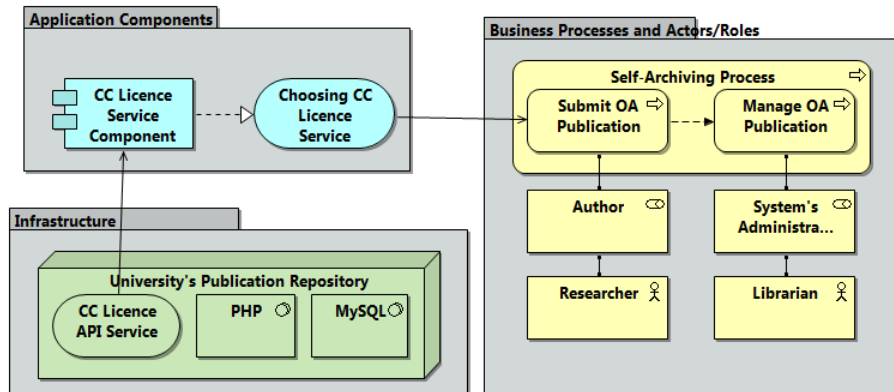 Application Components
CC Licence
Service
Component
Choosing CC
Licence
Service
Business Processes and Actors/Roles
Self-Archiving Process
Submit OA
Publication
Manage OA
Publication
Author
System's
Administra...
Researcher
Librarian
Infrastructure
University's Publication Repository
CC Licence
API Service
PHP
MySQL